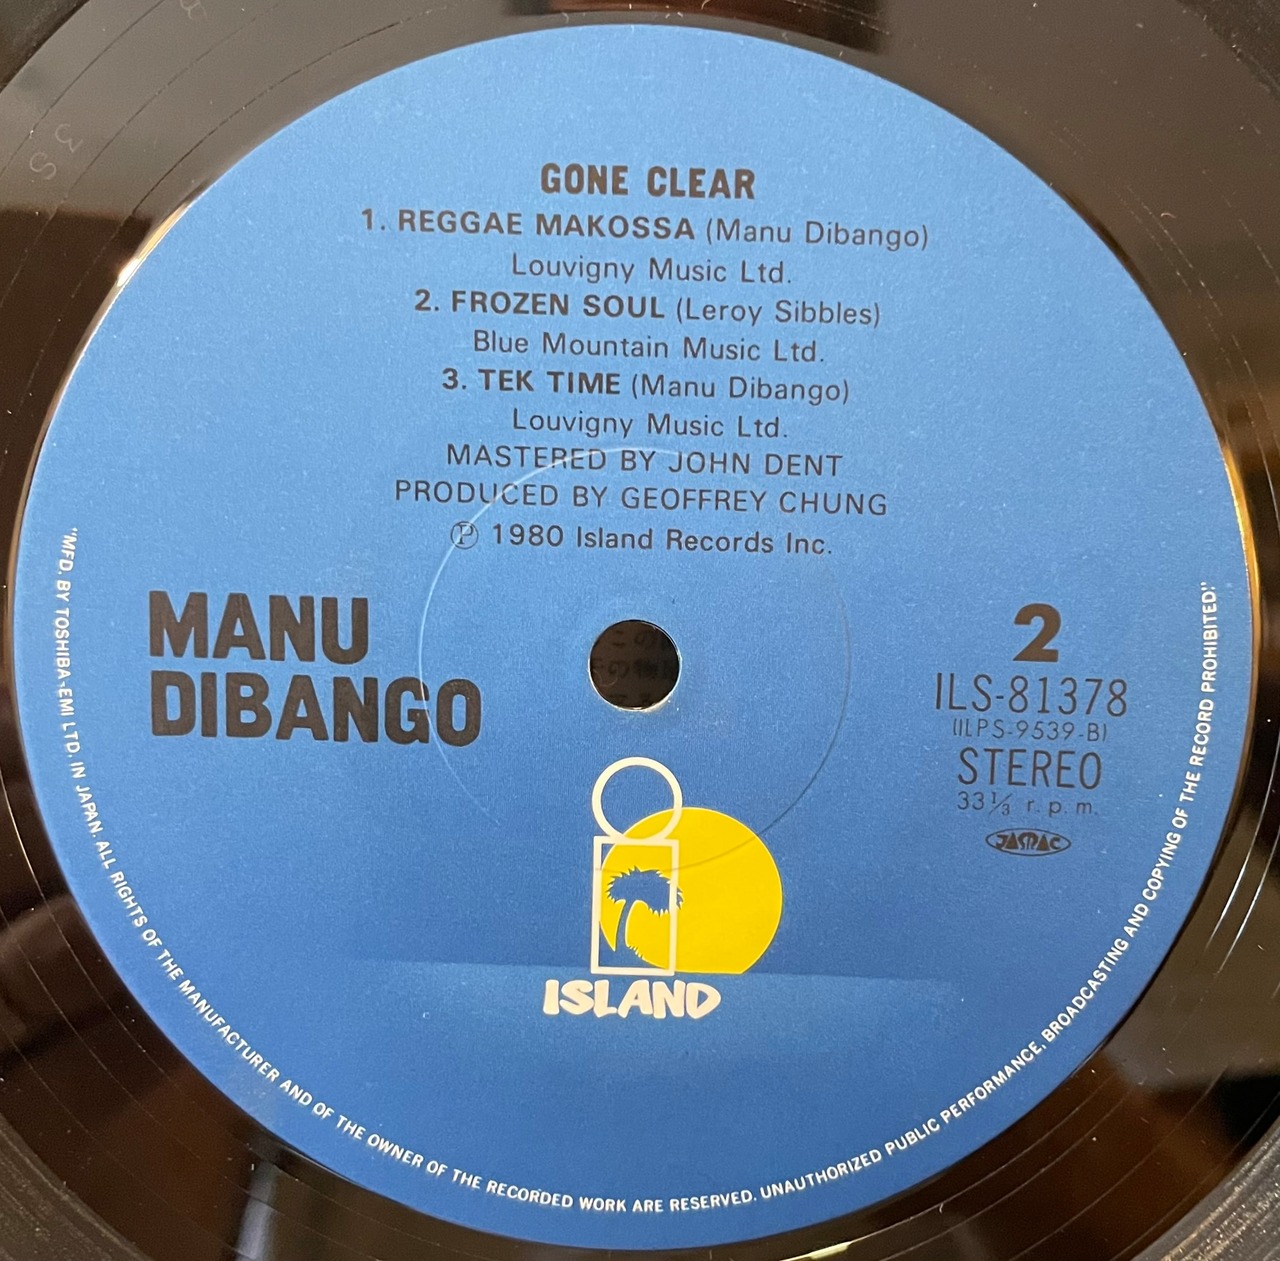 GONE CLEAR
1. REGGAE MAKOSSA (Manu Dibango)
Louvigny Music Ltd.
2. FROZEN SOUL (Leroy Sibbles)
Blue Mountain Music Ltd.
3. TEK TIME (Manu Dibango)
Louvigny Music Ltd.
MASTERED BY JOHN DENT
PRODUCED BY GEOFFREY CHUNG
℗ 1980 Island Records Inc.
MANU
DIBANGO
2
ILS-81378
(ILPS-9539-B)
STEREO
33⅓ r.p.m.
JASRAC
ISLAND
"MFD. BY TOSHIBA-EMI LTD. IN JAPAN. ALL RIGHTS OF THE MANUFACTURER AND OF THE OWNER OF THE RECORDED WORK ARE RESERVED. UNAUTHORIZED PUBLIC PERFORMANCE, BROADCASTING AND COPYING OF THE RECORD PROHIBITED."